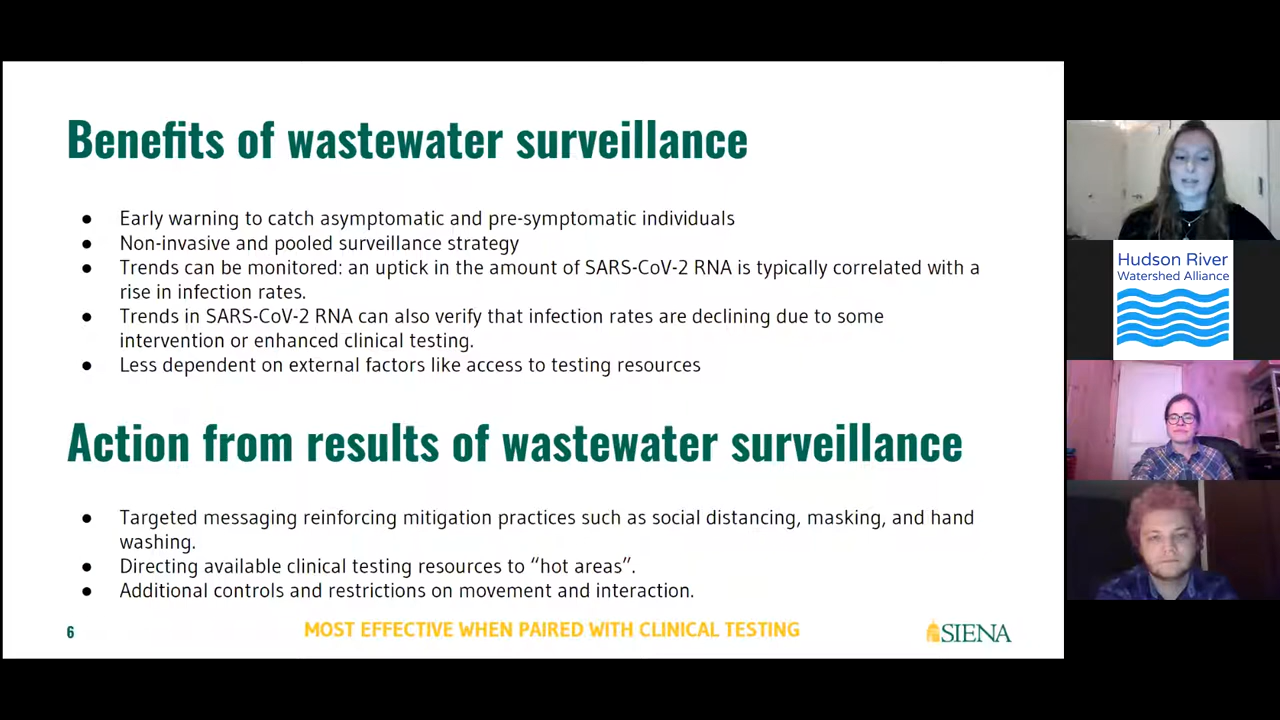 Benefits of wastewater surveillance
● Early warning to catch asymptomatic and pre-symptomatic individuals
● Non-invasive and pooled surveillance strategy
● Trends can be monitored: an uptick in the amount of SARS-CoV-2 RNA is typically correlated with a
rise in infection rates.
● Trends in SARS-CoV-2 RNA can also verify that infection rates are declining due to some
intervention or enhanced clinical testing.
● Less dependent on external factors like access to testing resources
Action from results of wastewater surveillance
● Targeted messaging reinforcing mitigation practices such as social distancing, masking, and hand
washing.
● Directing available clinical testing resources to “hot areas”.
● Additional controls and restrictions on movement and interaction.
6
MOST EFFECTIVE WHEN PAIRED WITH CLINICAL TESTING
SIENA
Hudson River
Watershed Alliance